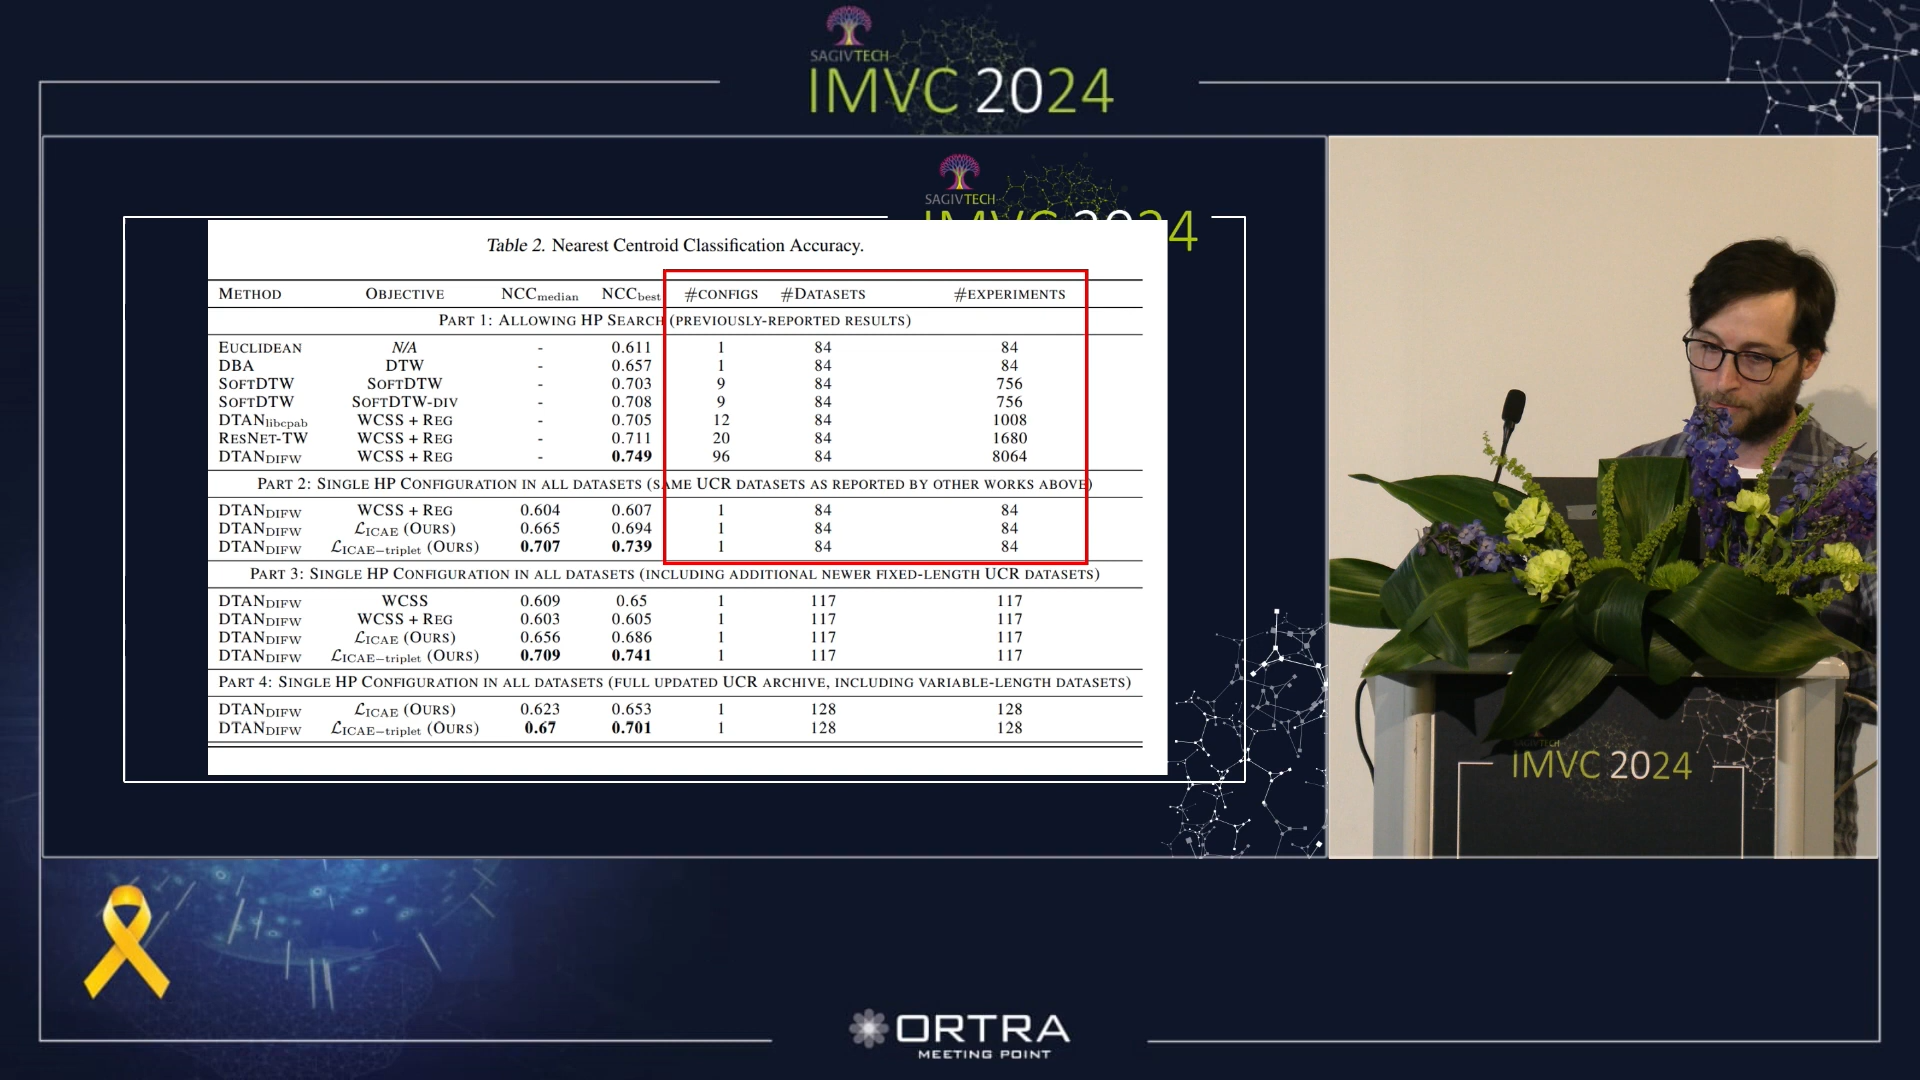 SAGIVTECH
IMVC 2024
SAGIVTECH
IMVC 2024
Table 2. Nearest Centroid Classification Accuracy.
METHOD OBJECTIVE NCCmedian NCCbest #CONFIGS #DATASETS #EXPERIMENTS
PART 1: ALLOWING HP SEARCH (PREVIOUSLY-REPORTED RESULTS)
EUCLIDEAN N/A - 0.611 1 84 84
DBA DTW - 0.657 1 84 84
SOFTDTW SOFTDTW - 0.703 9 84 756
SOFTDTW SOFTDTW-DIV - 0.708 9 84 756
DTANlibcpab WCSS + REG - 0.705 12 84 1008
RESNET-TW WCSS + REG - 0.711 20 84 1680
DTANDIFW WCSS + REG - 0.749 96 84 8064
PART 2: SINGLE HP CONFIGURATION IN ALL DATASETS (SAME UCR DATASETS AS REPORTED BY OTHER WORKS ABOVE)
DTANDIFW WCSS + REG 0.604 0.607 1 84 84
DTANDIFW ℒICAE (OURS) 0.665 0.694 1 84 84
DTANDIFW ℒICAE−triplet (OURS) 0.707 0.739 1 84 84
PART 3: SINGLE HP CONFIGURATION IN ALL DATASETS (INCLUDING ADDITIONAL NEWER FIXED-LENGTH UCR DATASETS)
DTANDIFW WCSS 0.609 0.65 1 117 117
DTANDIFW WCSS + REG 0.603 0.605 1 117 117
DTANDIFW ℒICAE (OURS) 0.656 0.686 1 117 117
DTANDIFW ℒICAE−triplet (OURS) 0.709 0.741 1 117 117
PART 4: SINGLE HP CONFIGURATION IN ALL DATASETS (FULL UPDATED UCR ARCHIVE, INCLUDING VARIABLE-LENGTH DATASETS)
DTANDIFW ℒICAE (OURS) 0.623 0.653 1 128 128
DTANDIFW ℒICAE−triplet (OURS) 0.67 0.701 1 128 128
IMVC 2024
ORTRA
MEETING POINT